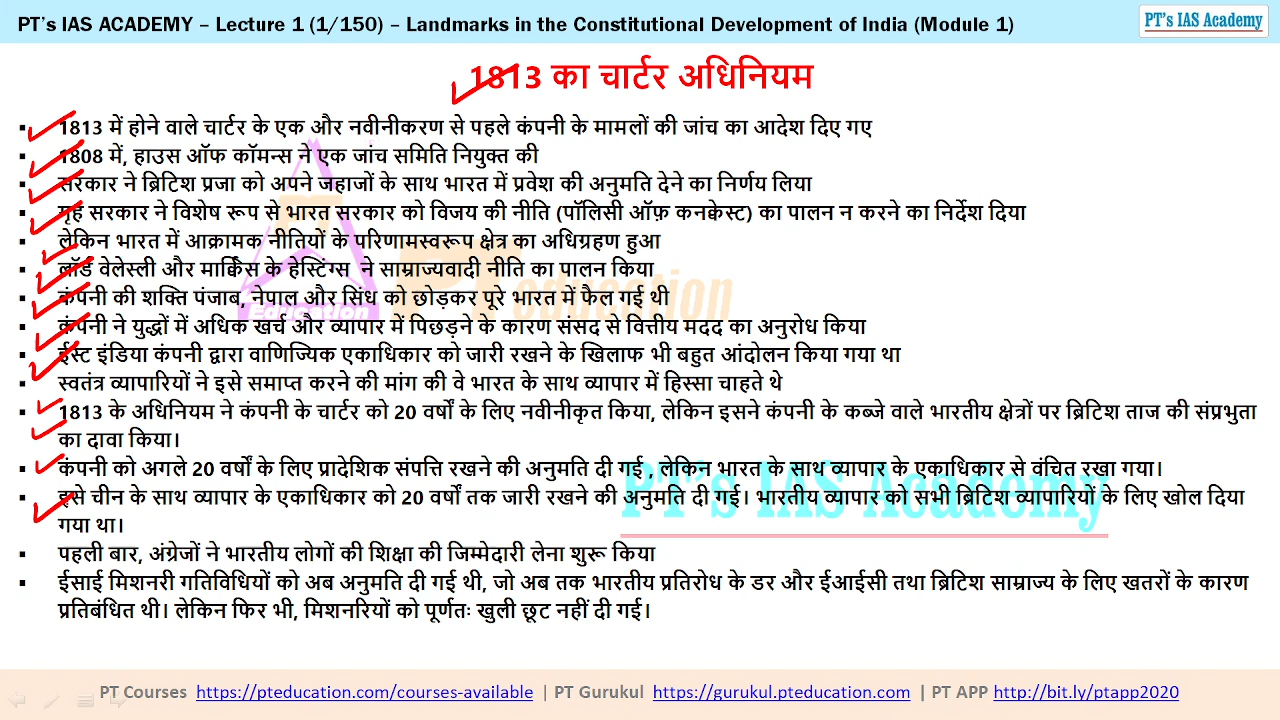 PT's IAS ACADEMY – Lecture 1 (1/150) – Landmarks in the Constitutional Development of India (Module 1)
PT's IAS Academy
1813 का चार्टर अधिनियम
▪ 1813 में होने वाले चार्टर के एक और नवीनीकरण से पहले कंपनी के मामलों की जांच का आदेश दिए गए
▪ 1808 में, हाउस ऑफ कॉमन्स ने एक जांच समिति नियुक्त की
▪ सरकार ने ब्रिटिश प्रजा को अपने जहाजों के साथ भारत में प्रवेश की अनुमति देने का निर्णय लिया
▪ गृह सरकार ने विशेष रूप से भारत सरकार को विजय की नीति (पॉलिसी ऑफ़ कनक्वेस्ट) का पालन न करने का निर्देश दिया
▪ लेकिन भारत में आक्रामक नीतियों के परिणामस्वरूप क्षेत्र का अधिग्रहण हुआ
▪ लॉर्ड वेलेस्ली और मार्किस के हेस्टिंग्स ने साम्राज्यवादी नीति का पालन किया
▪ कंपनी की शक्ति पंजाब, नेपाल और सिंध को छोड़कर पूरे भारत में फैल गई थी
▪ कंपनी ने युद्धों में अधिक खर्च और व्यापार में पिछड़ने के कारण संसद से वित्तीय मदद का अनुरोध किया
▪ ईस्ट इंडिया कंपनी द्वारा वाणिज्यिक एकाधिकार को जारी रखने के खिलाफ भी बहुत आंदोलन किया गया था
▪ स्वतंत्र व्यापारियों ने इसे समाप्त करने की मांग की वे भारत के साथ व्यापार में हिस्सा चाहते थे
▪ 1813 के अधिनियम ने कंपनी के चार्टर को 20 वर्षों के लिए नवीनीकृत किया, लेकिन इसने कंपनी के कब्जे वाले भारतीय क्षेत्रों पर ब्रिटिश ताज की संप्रभुता
का दावा किया।
▪ कंपनी को अगले 20 वर्षों के लिए प्रादेशिक संपत्ति रखने की अनुमति दी गई , लेकिन भारत के साथ व्यापार के एकाधिकार से वंचित रखा गया।
▪ इसे चीन के साथ व्यापार के एकाधिकार को 20 वर्षों तक जारी रखने की अनुमति दी गई। भारतीय व्यापार को सभी ब्रिटिश व्यापारियों के लिए खोल दिया
गया था।
▪ पहली बार, अंग्रेजों ने भारतीय लोगों की शिक्षा की जिम्मेदारी लेना शुरू किया
▪ ईसाई मिशनरी गतिविधियों को अब अनुमति दी गई थी, जो अब तक भारतीय प्रतिरोध के डर और ईआईसी तथा ब्रिटिश साम्राज्य के लिए खतरों के कारण
प्रतिबंधित थी। लेकिन फिर भी, मिशनरियों को पूर्णतः खुली छूट नहीं दी गई।
PT education
Education
PT's IAS Academy
PT Courses https://pteducation.com/courses-available | PT Gurukul https://gurukul.pteducation.com | PT APP http://bit.ly/ptapp2020